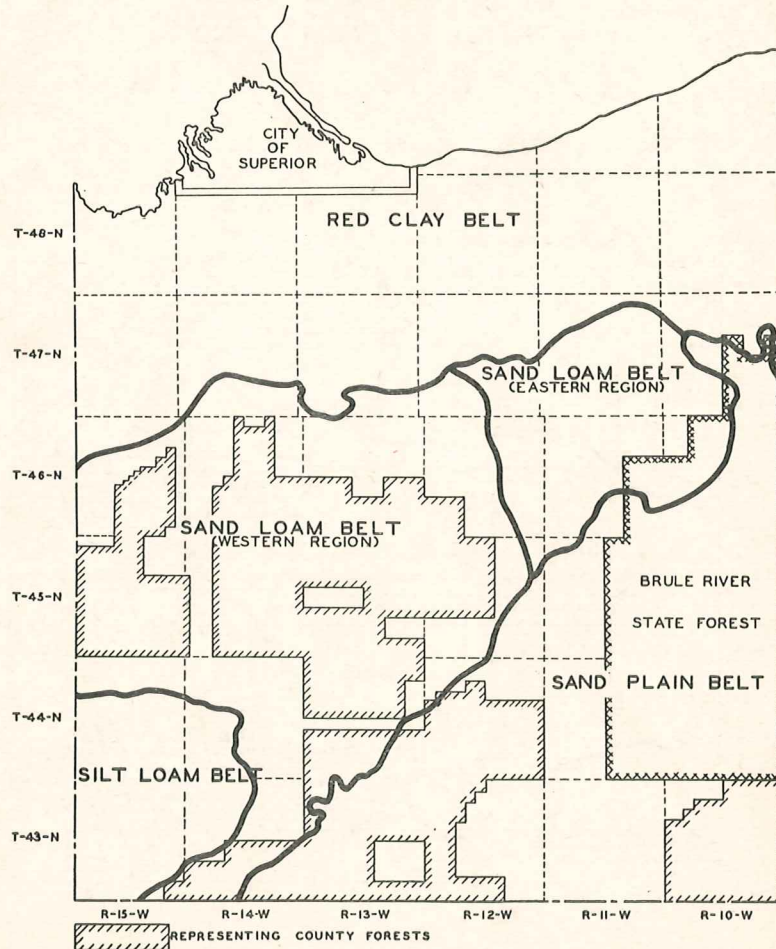 CITY
OF
SUPERIOR
RED CLAY BELT
T-48-N
T-47-N
SAND LOAM BELT
(EASTERN REGION)
T-46-N
SAND LOAM BELT
(WESTERN REGION)
BRULE RIVER
T-45-N
STATE FOREST
SAND PLAIN BELT
T-44-N
SILT LOAM BELT
T-43-N
R-15-W R-14-W R-13-W R-12-W R-11-W R-10-W
REPRESENTING COUNTY FORESTS